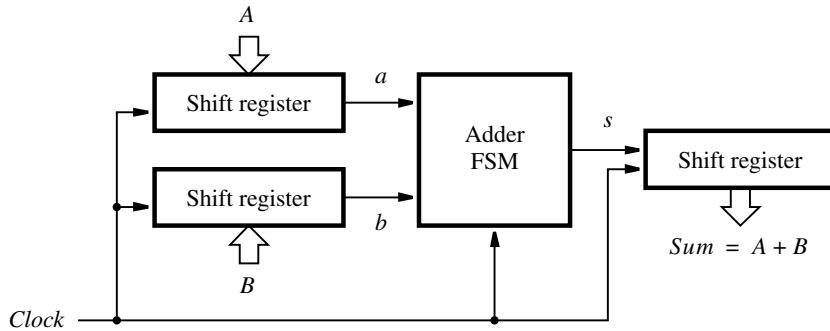 A
Shift register
a
Adder
FSM
s
Shift register
Shift register
b
B
Sum = A + B
Clock